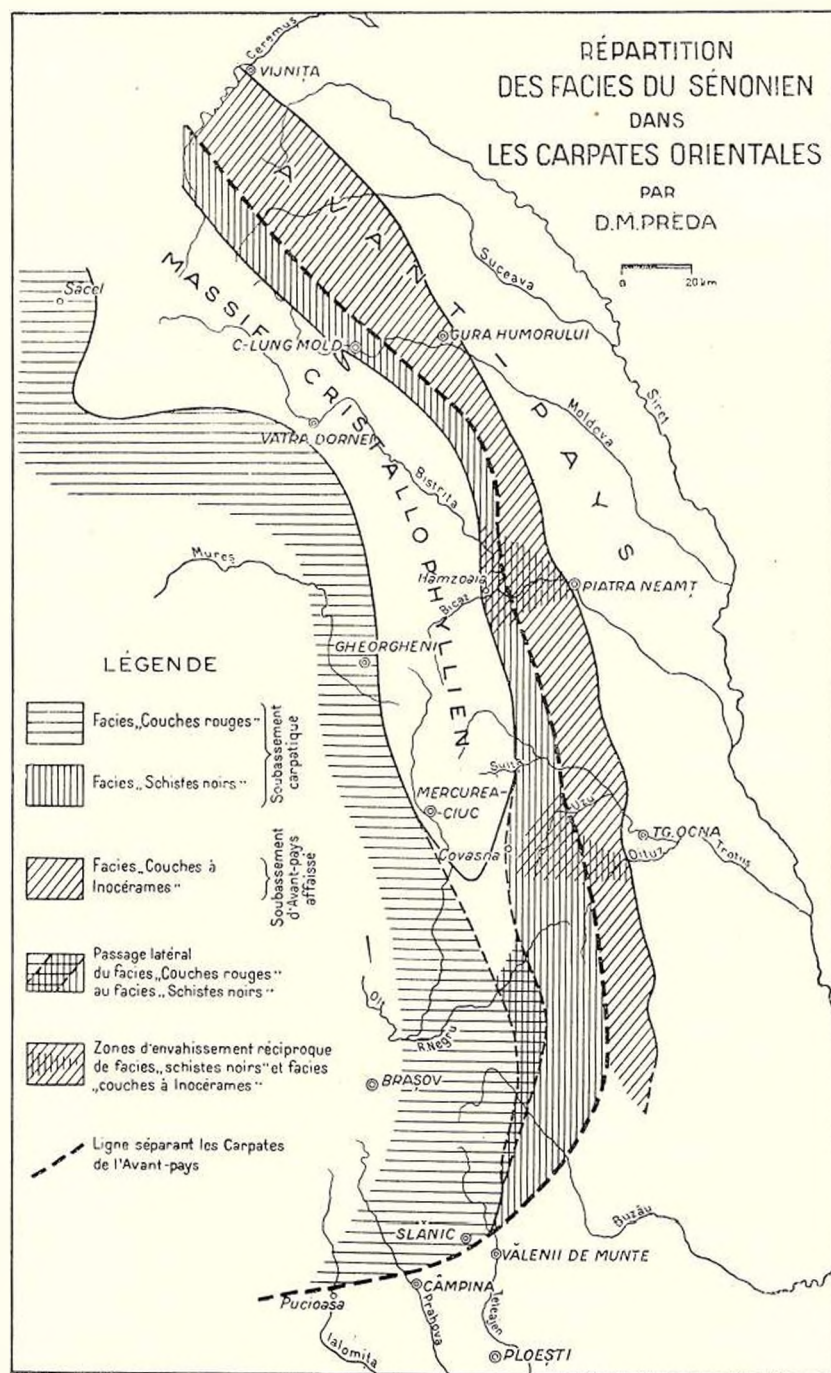 RÉPARTITION
DES FACIES DU SÉNONIEN
DANS
LES CARPATES ORIENTALES
PAR
D.M.PREDA
0 20 km
Ceremuș
VIJNIȚA
AVANT-PAYS
Suceava
Sacel
MASSIF CRISTALLOPHYLLIEN
C-LUNG MOLD
GURA HUMORULUI
Siret
Moldova
VATRA DORNEI
Bistrița
Mureș
Hamzoaia
PIATRA NEAMȚ
Bicaz
GHEORGHENI
LÉGENDE
Facies „Couches rouges"
Facies „Schistes noirs"
Soubassement
carpatique
Facies „Couches à
Inocérames"
Soubassement
d'Avant-pays
affaissé
Passage latéral
du facies „Couches rouges"
au facies „Schistes noirs"
Zones d'envahissement réciproque
de facies „schistes noirs" et facies
„couches à Inocérames"
Ligne séparant les Carpates
de l'Avant-pays
Sulța
MERCUREA-
-CIUC
Uzu
TG. OCNA
Covasna
Oituz
Trotuș
Olt
R.Negru
BRAȘOV
SLANIC
Buzău
VĂLENII DE MUNTE
CÂMPINA
Pucioasa
Teleajen
Prahova
Ialomița
PLOEȘTI